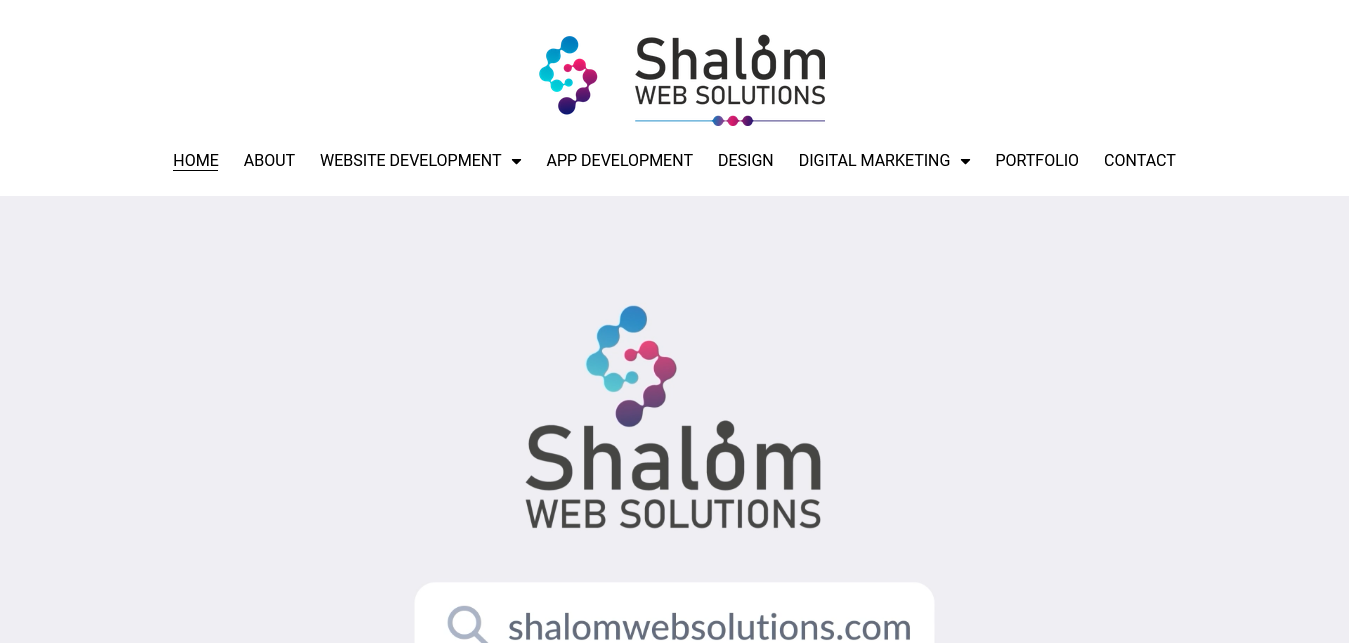 Shalom
WEB SOLUTIONS
HOME ABOUT WEBSITE DEVELOPMENT APP DEVELOPMENT DESIGN DIGITAL MARKETING PORTFOLIO CONTACT
Shalom
WEB SOLUTIONS
shalomwebsolutions.com